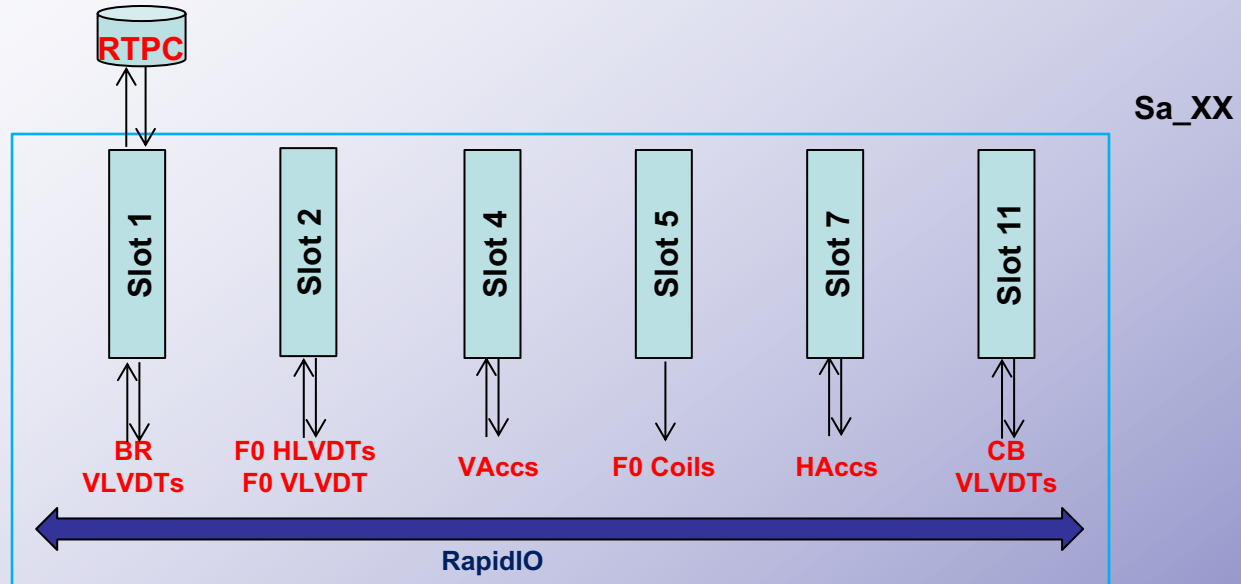 RTPC
Sa_XX
Slot 1
Slot 2
Slot 4
Slot 5
Slot 7
Slot 11
BR
VLVDTs
F0 HLVDTs
F0 VLVDT
VAccs
F0 Coils
HAccs
CB
VLVDTs
RapidIO